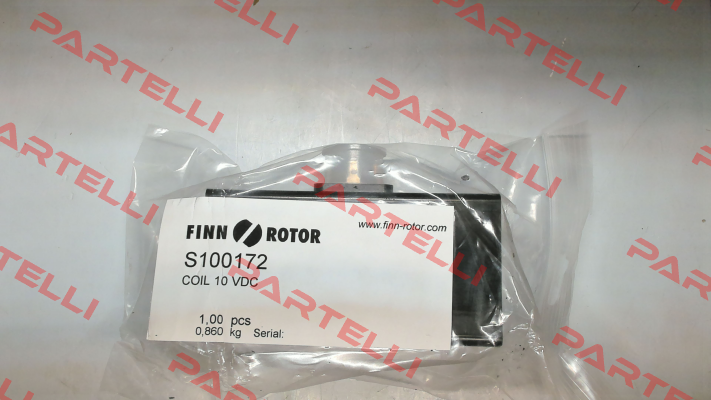 PARTELLI PARTELLI
PARTELLI PARTELLI
FINN ROTOR
www.finn-rotor.com
S100172
COIL 10 VDC
1,00 pcs
0,860 kg Serial:
PARTELLI PARTELLI